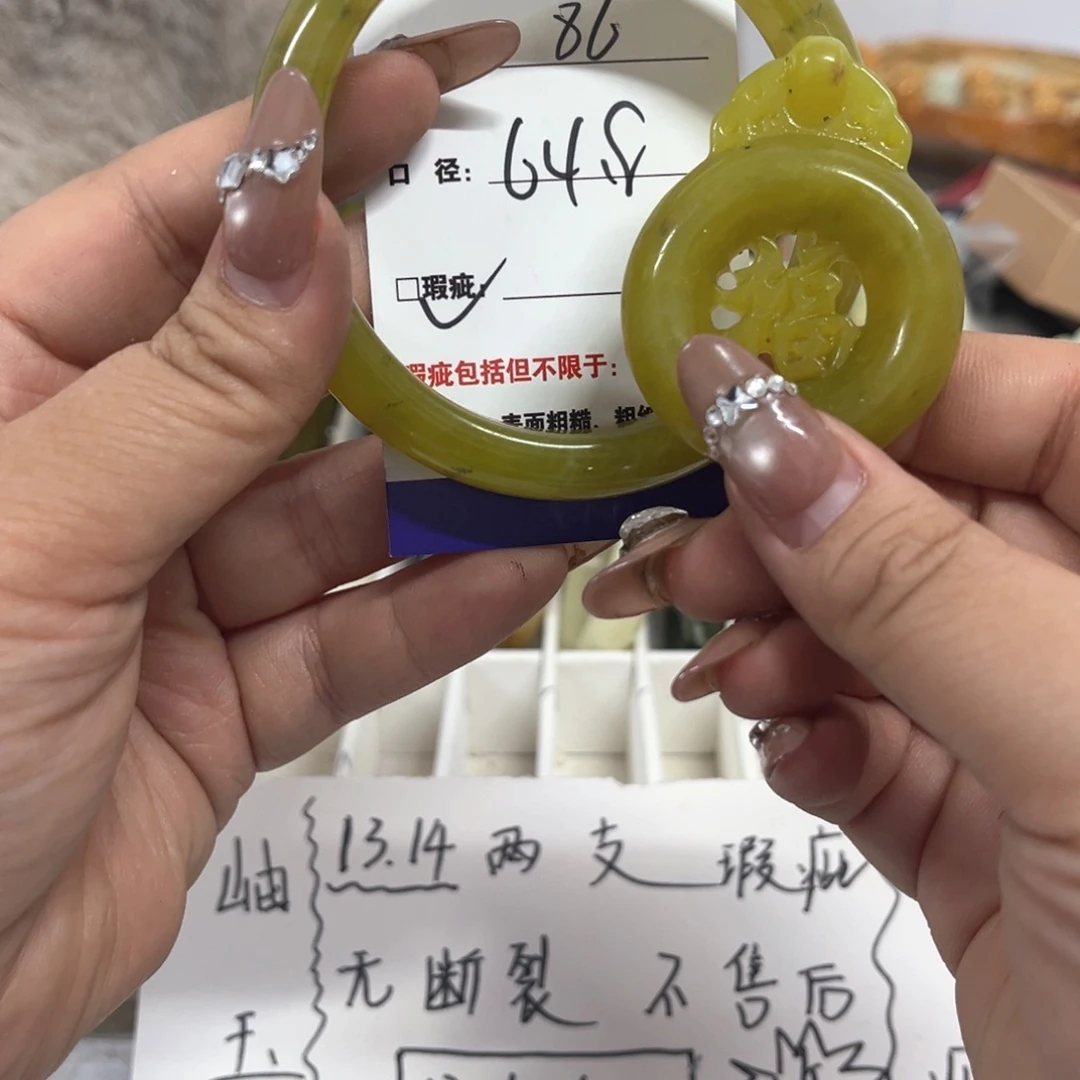 86
口 径： 64
□瑕疵：
瑕疵包括但不限于：
表面粗糙、粗
岫玉
13.14 两支瑕疵
无断裂 不售后